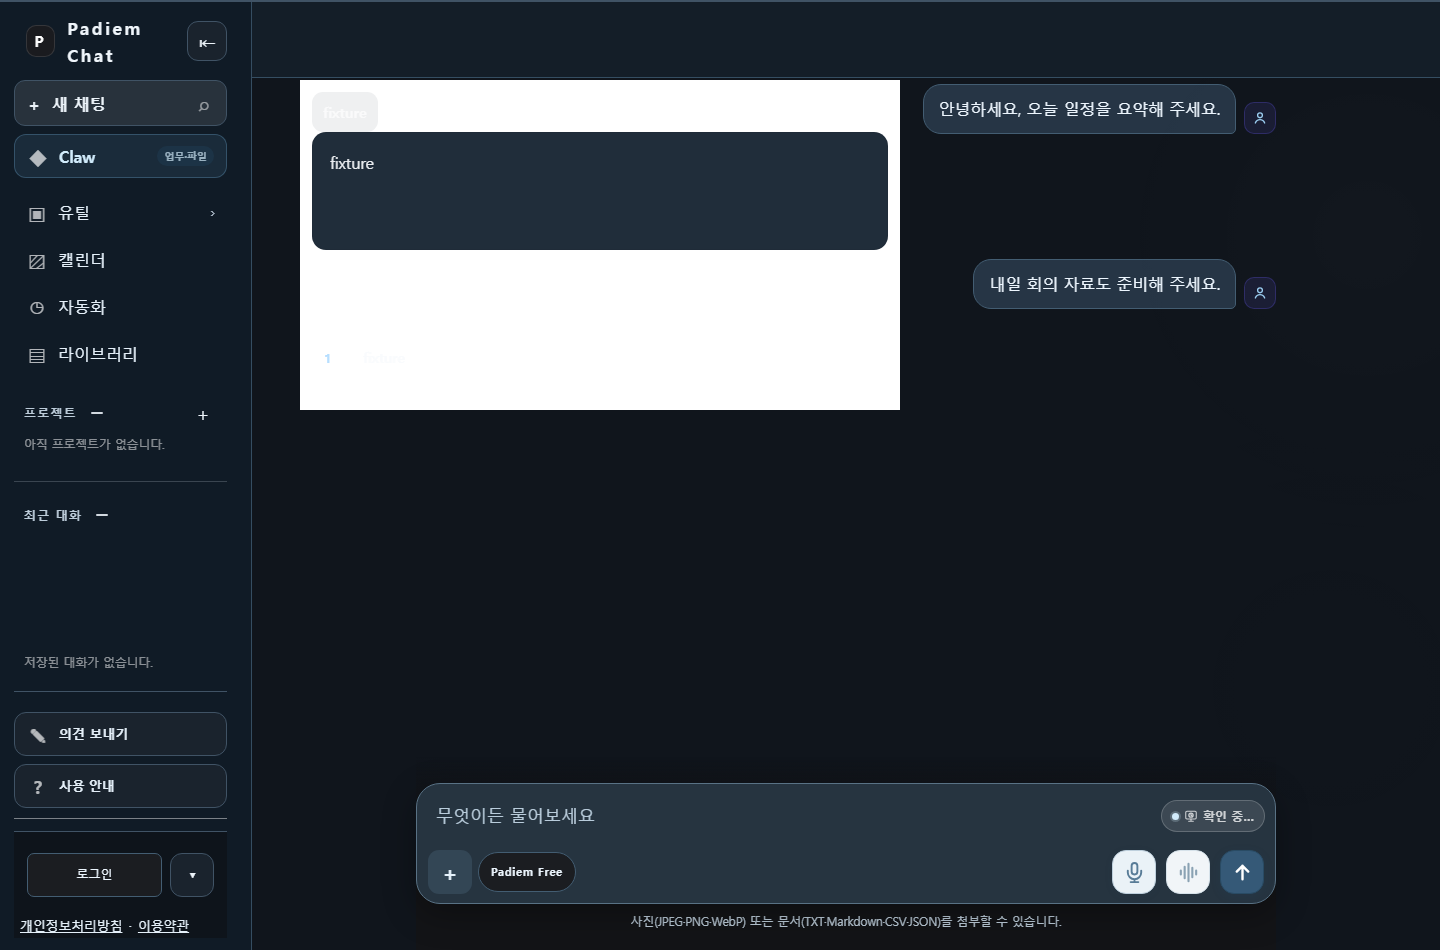 P
Padiem
Chat
+ 새 채팅
Claw
업무·파일
유틸
캘린더
자동화
라이브러리
프로젝트
+
아직 프로젝트가 없습니다.
최근 대화
저장된 대화가 없습니다.
의견 보내기
? 사용 안내
로그인
개인정보처리방침 · 이용약관
fixture
fixture
1 fixture
안녕하세요, 오늘 일정을 요약해 주세요.
내일 회의 자료도 준비해 주세요.
무엇이든 물어보세요
확인 중...
+
Padiem Free
사진(JPEG·PNG·WebP) 또는 문서(TXT·Markdown·CSV·JSON)를 첨부할 수 있습니다.